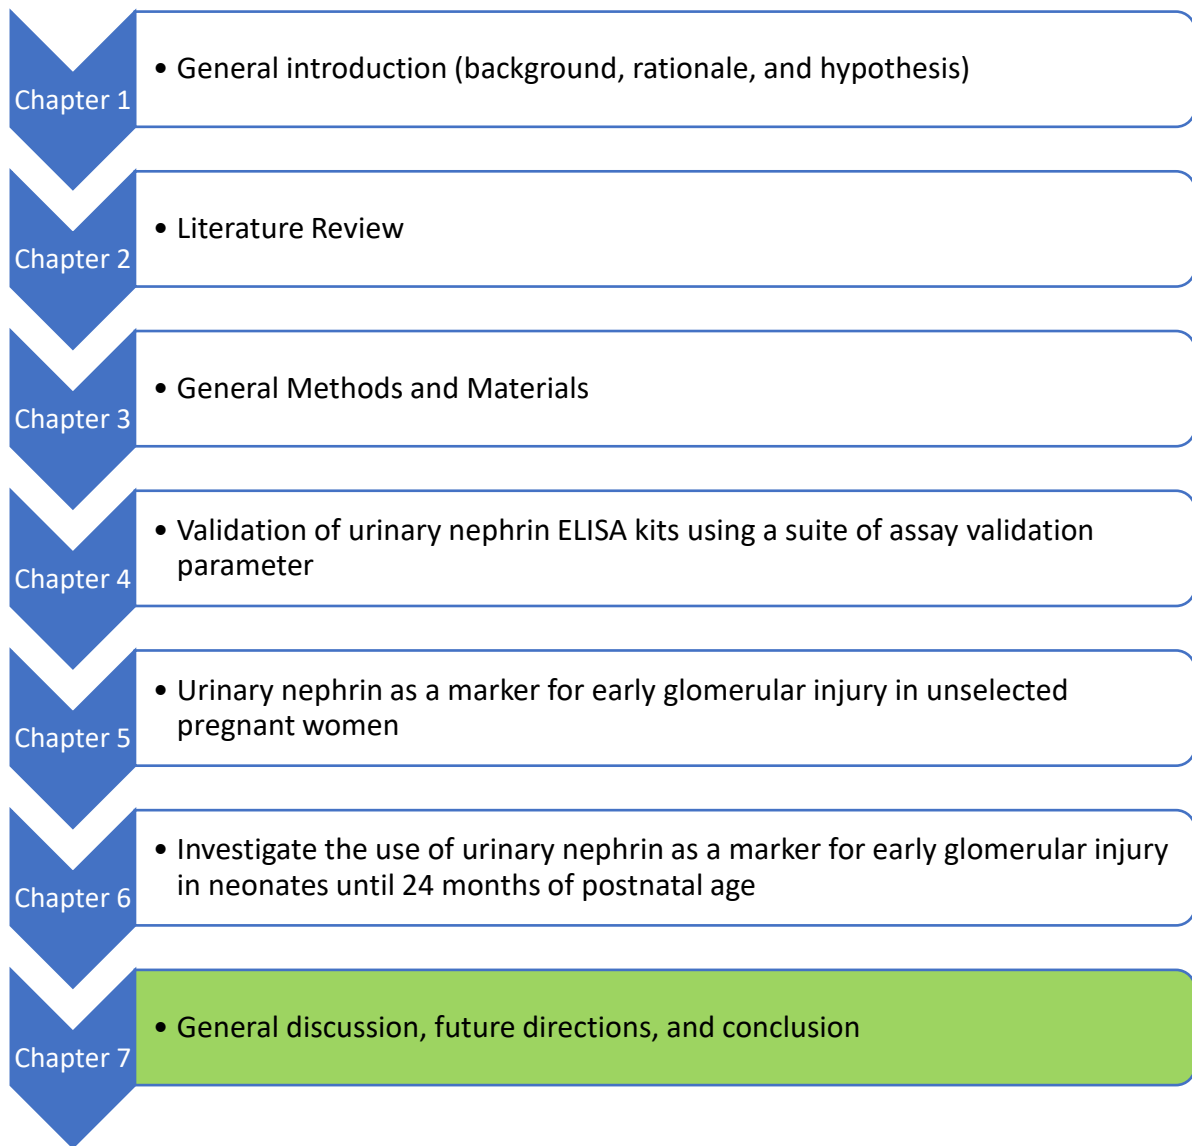 Chapter 1
• General introduction (background, rationale, and hypothesis)
Chapter 2
• Literature Review
Chapter 3
• General Methods and Materials
Chapter 4
• Validation of urinary nephrin ELISA kits using a suite of assay validation
parameter
Chapter 5
• Urinary nephrin as a marker for early glomerular injury in unselected
pregnant women
Chapter 6
• Investigate the use of urinary nephrin as a marker for early glomerular injury
in neonates until 24 months of postnatal age
Chapter 7
• General discussion, future directions, and conclusion